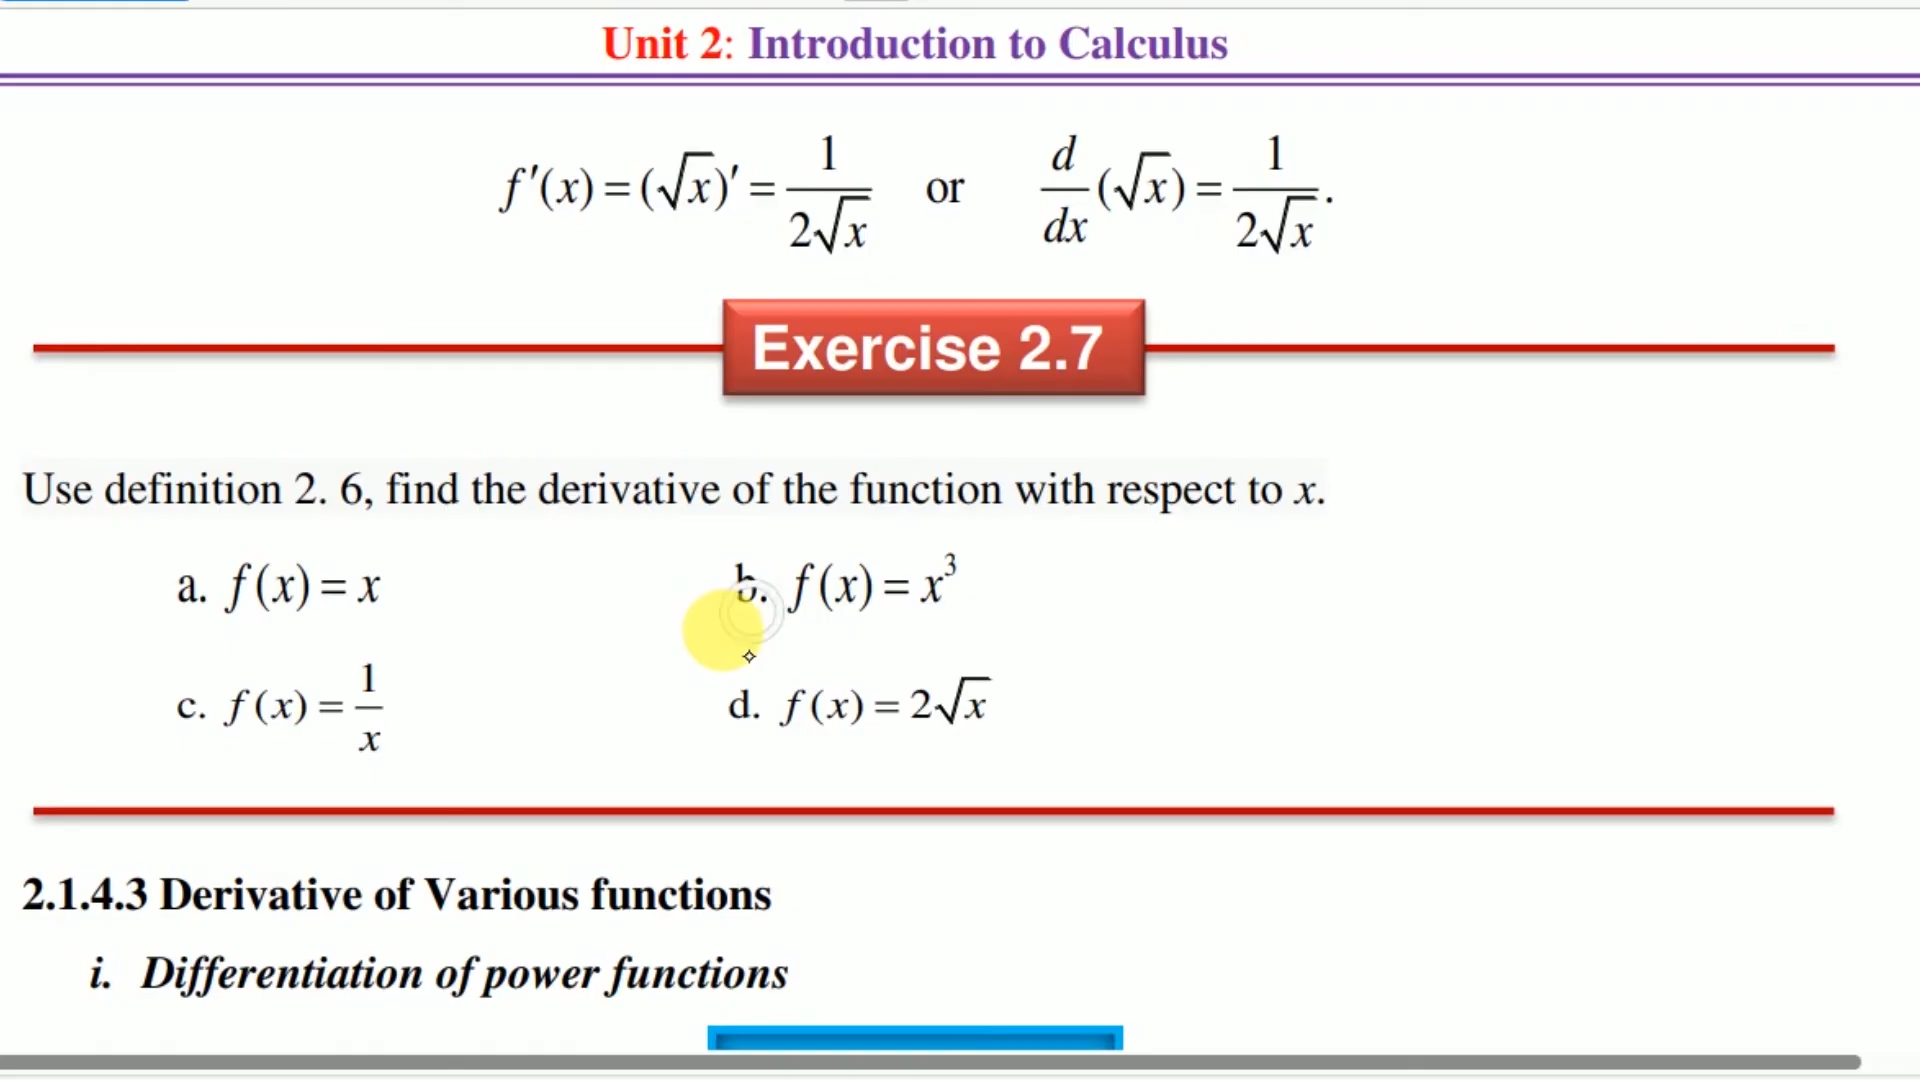 Unit 2: Introduction to Calculus
f′(x) = (√x)′ = 1/(2√x) or d/dx (√x) = 1/(2√x).
Exercise 2.7
Use definition 2. 6, find the derivative of the function with respect to x.
a. f(x) = x b. f(x) = x³
c. f(x) = 1/x d. f(x) = 2√x
2.1.4.3 Derivative of Various functions
i. Differentiation of power functions